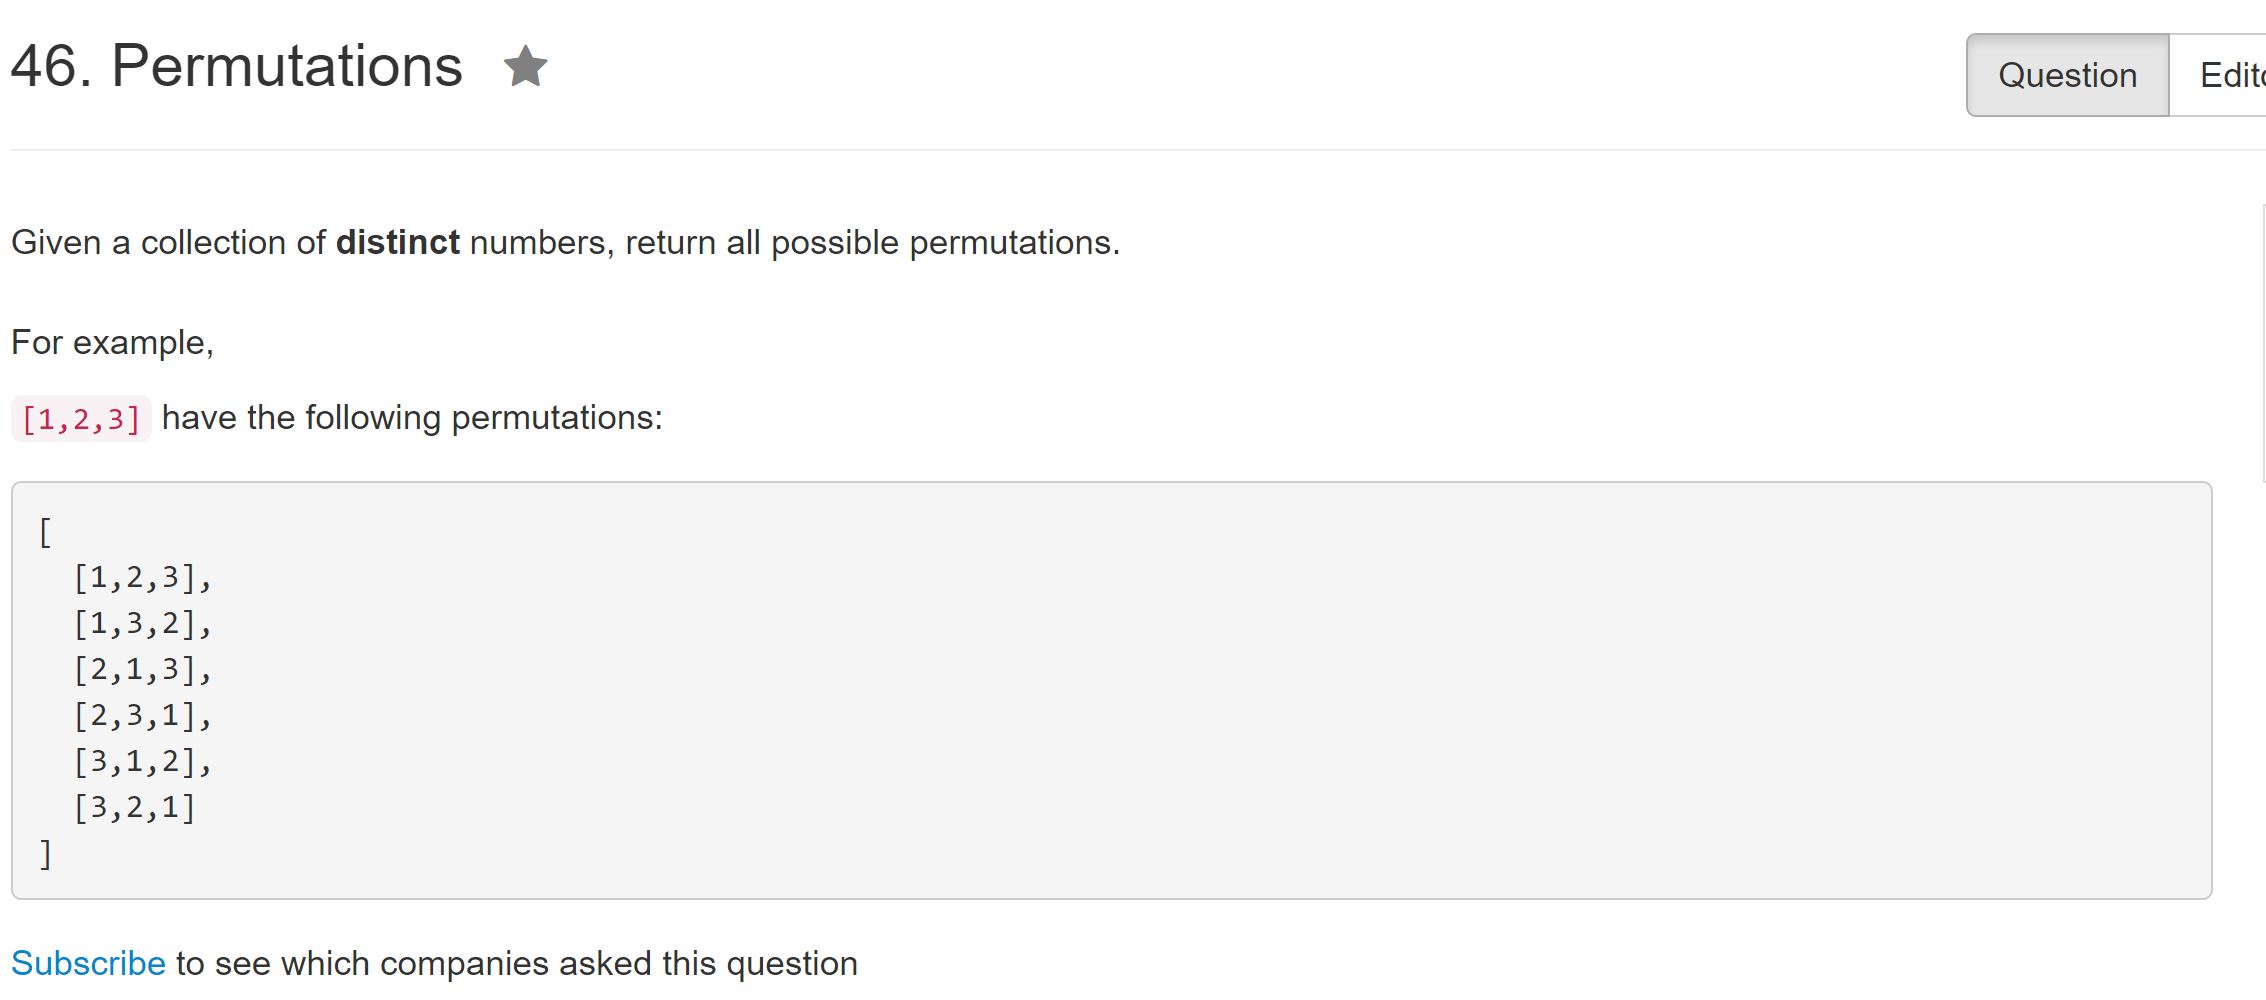 46. Permutations
Question
Edito
Given a collection of distinct numbers, return all possible permutations.
For example,
[1,2,3] have the following permutations:
[
[1,2,3],
[1,3,2],
[2,1,3],
[2,3,1],
[3,1,2],
[3,2,1]
]
Subscribe to see which companies asked this question